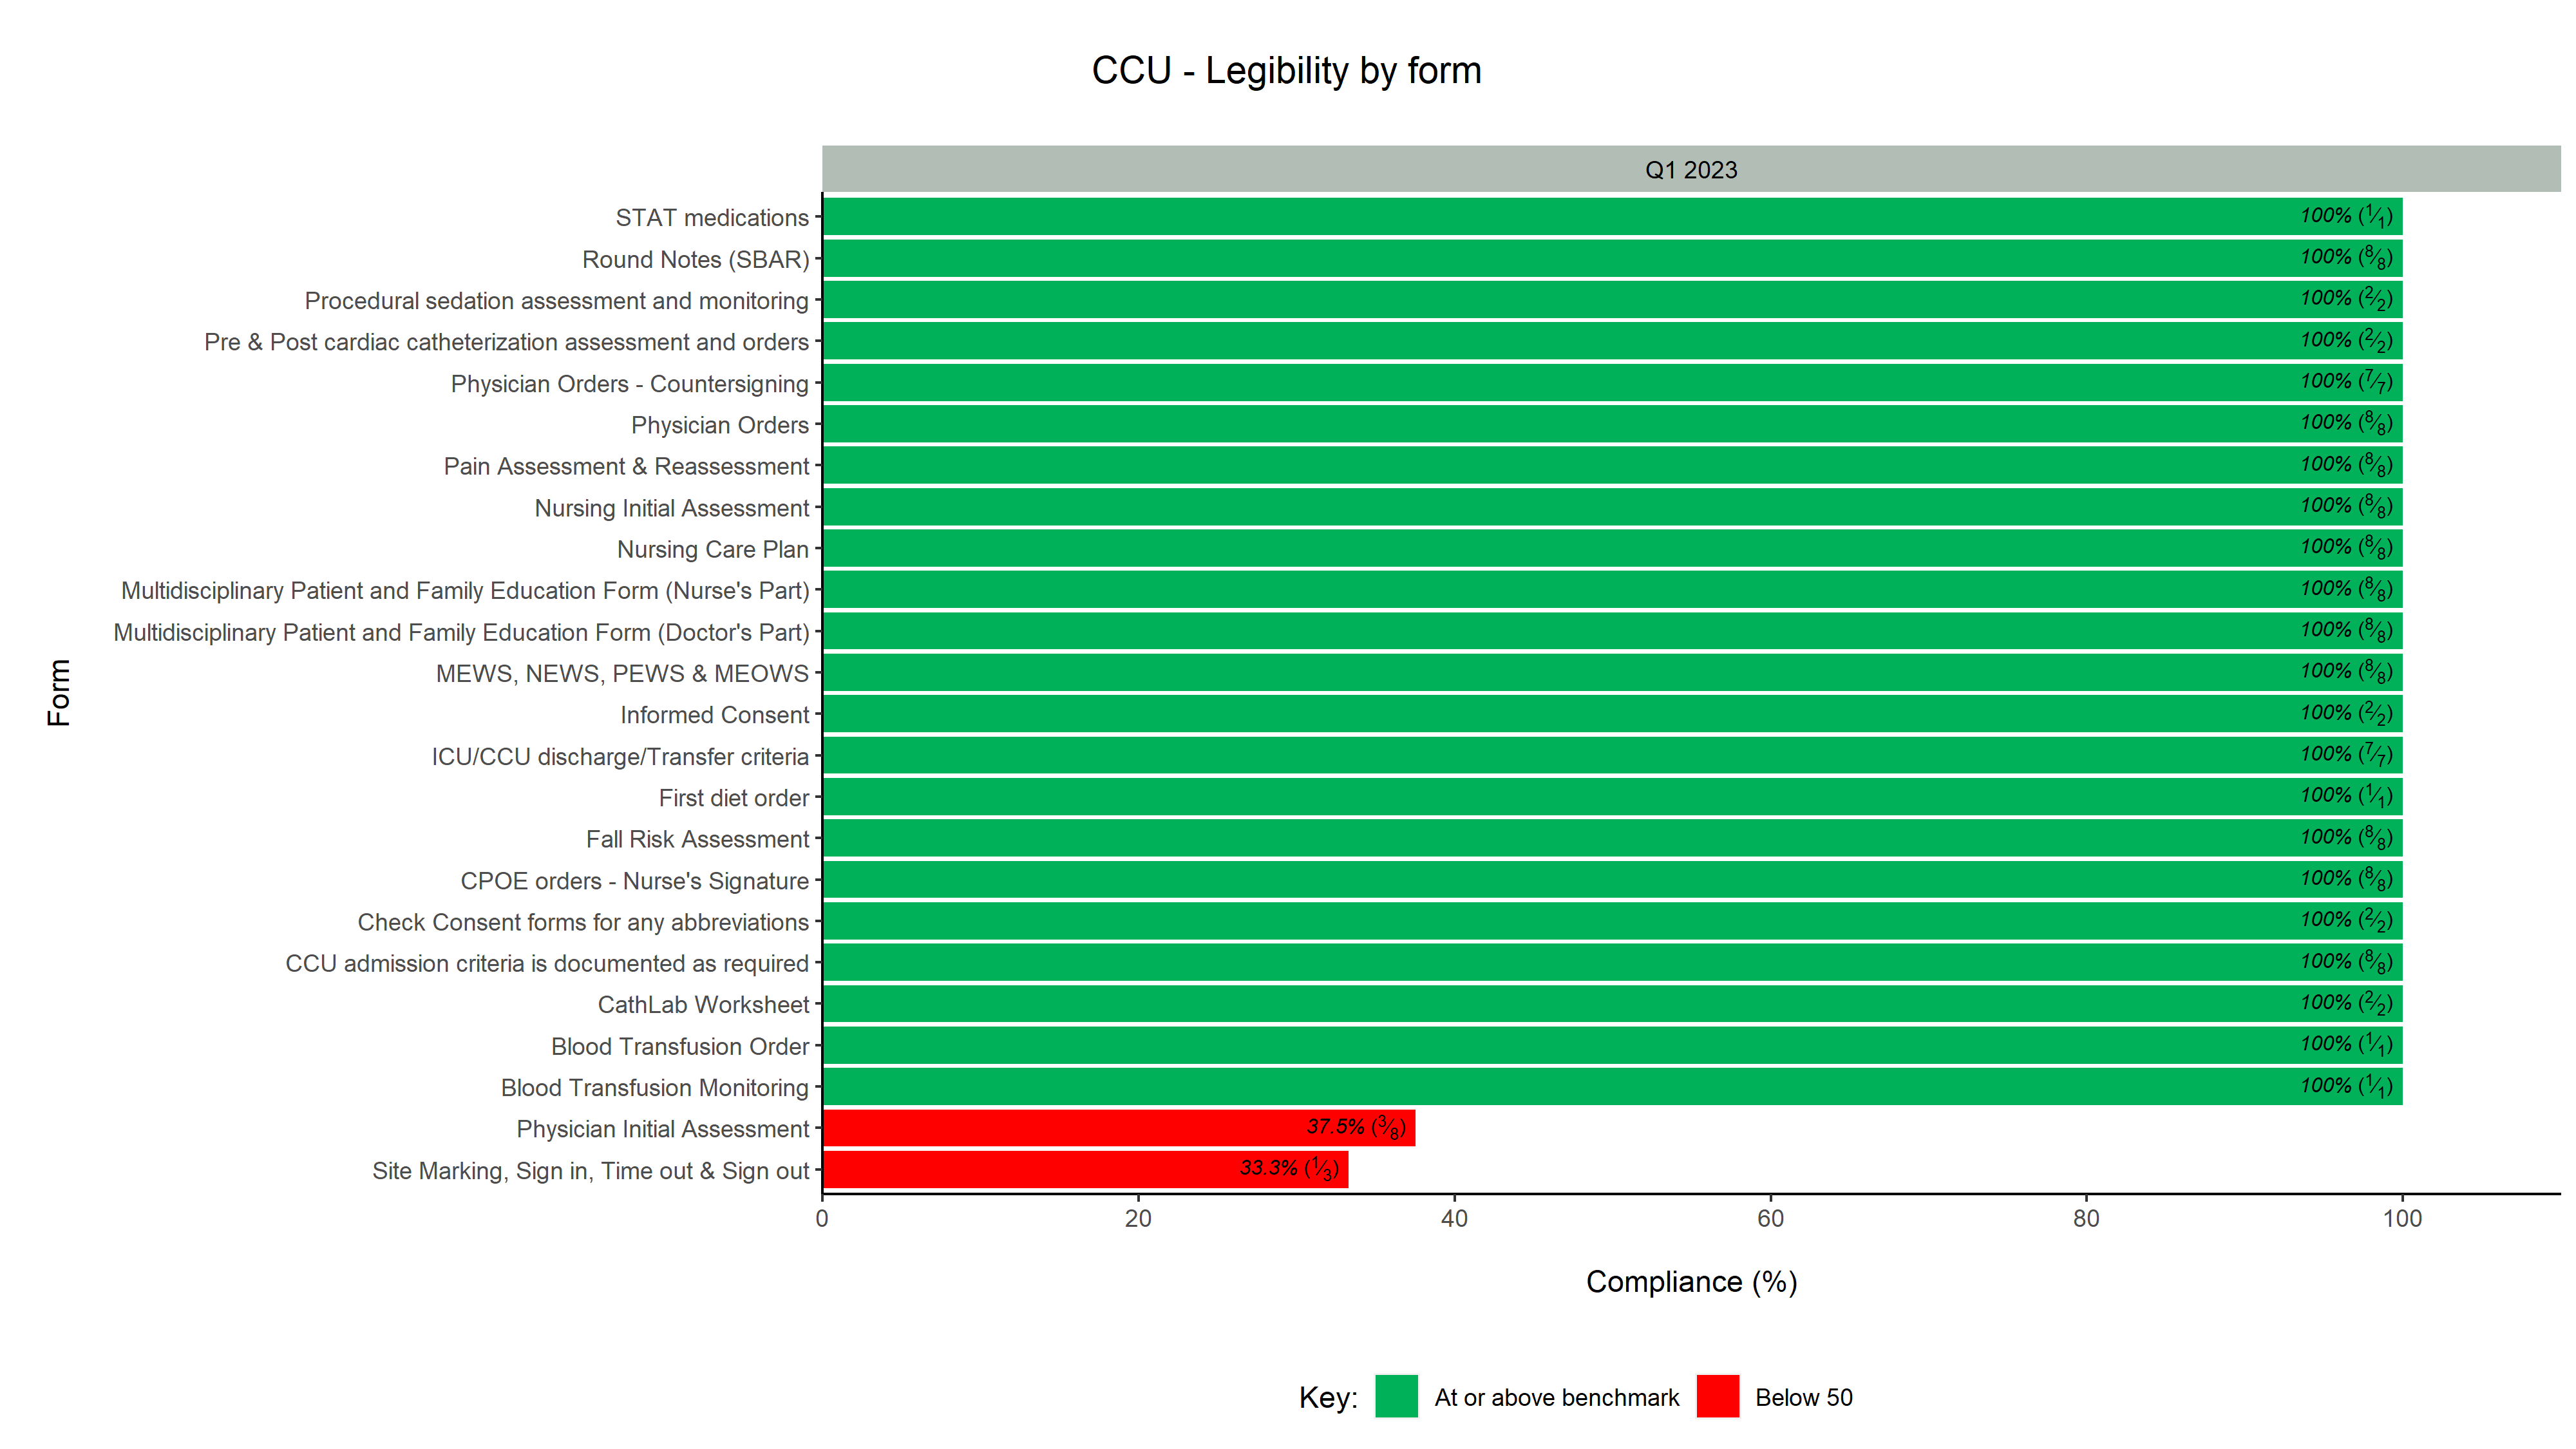 CCU - Legibility by form
Q1 2023
STAT medications 100% (1/1)
Round Notes (SBAR) 100% (8/8)
Procedural sedation assessment and monitoring 100% (2/2)
Pre & Post cardiac catheterization assessment and orders 100% (2/2)
Physician Orders - Countersigning 100% (7/7)
Physician Orders 100% (8/8)
Pain Assessment & Reassessment 100% (8/8)
Nursing Initial Assessment 100% (8/8)
Nursing Care Plan 100% (8/8)
Multidisciplinary Patient and Family Education Form (Nurse's Part) 100% (8/8)
Multidisciplinary Patient and Family Education Form (Doctor's Part) 100% (8/8)
MEWS, NEWS, PEWS & MEOWS 100% (8/8)
Informed Consent 100% (2/2)
ICU/CCU discharge/Transfer criteria 100% (7/7)
First diet order 100% (1/1)
Fall Risk Assessment 100% (8/8)
CPOE orders - Nurse's Signature 100% (8/8)
Check Consent forms for any abbreviations 100% (2/2)
CCU admission criteria is documented as required 100% (8/8)
CathLab Worksheet 100% (2/2)
Blood Transfusion Order 100% (1/1)
Blood Transfusion Monitoring 100% (1/1)
Physician Initial Assessment 37.5% (3/8)
Site Marking, Sign in, Time out & Sign out 33.3% (1/3)
Form
0 20 40 60 80 100
Compliance (%)
Key: At or above benchmark Below 50